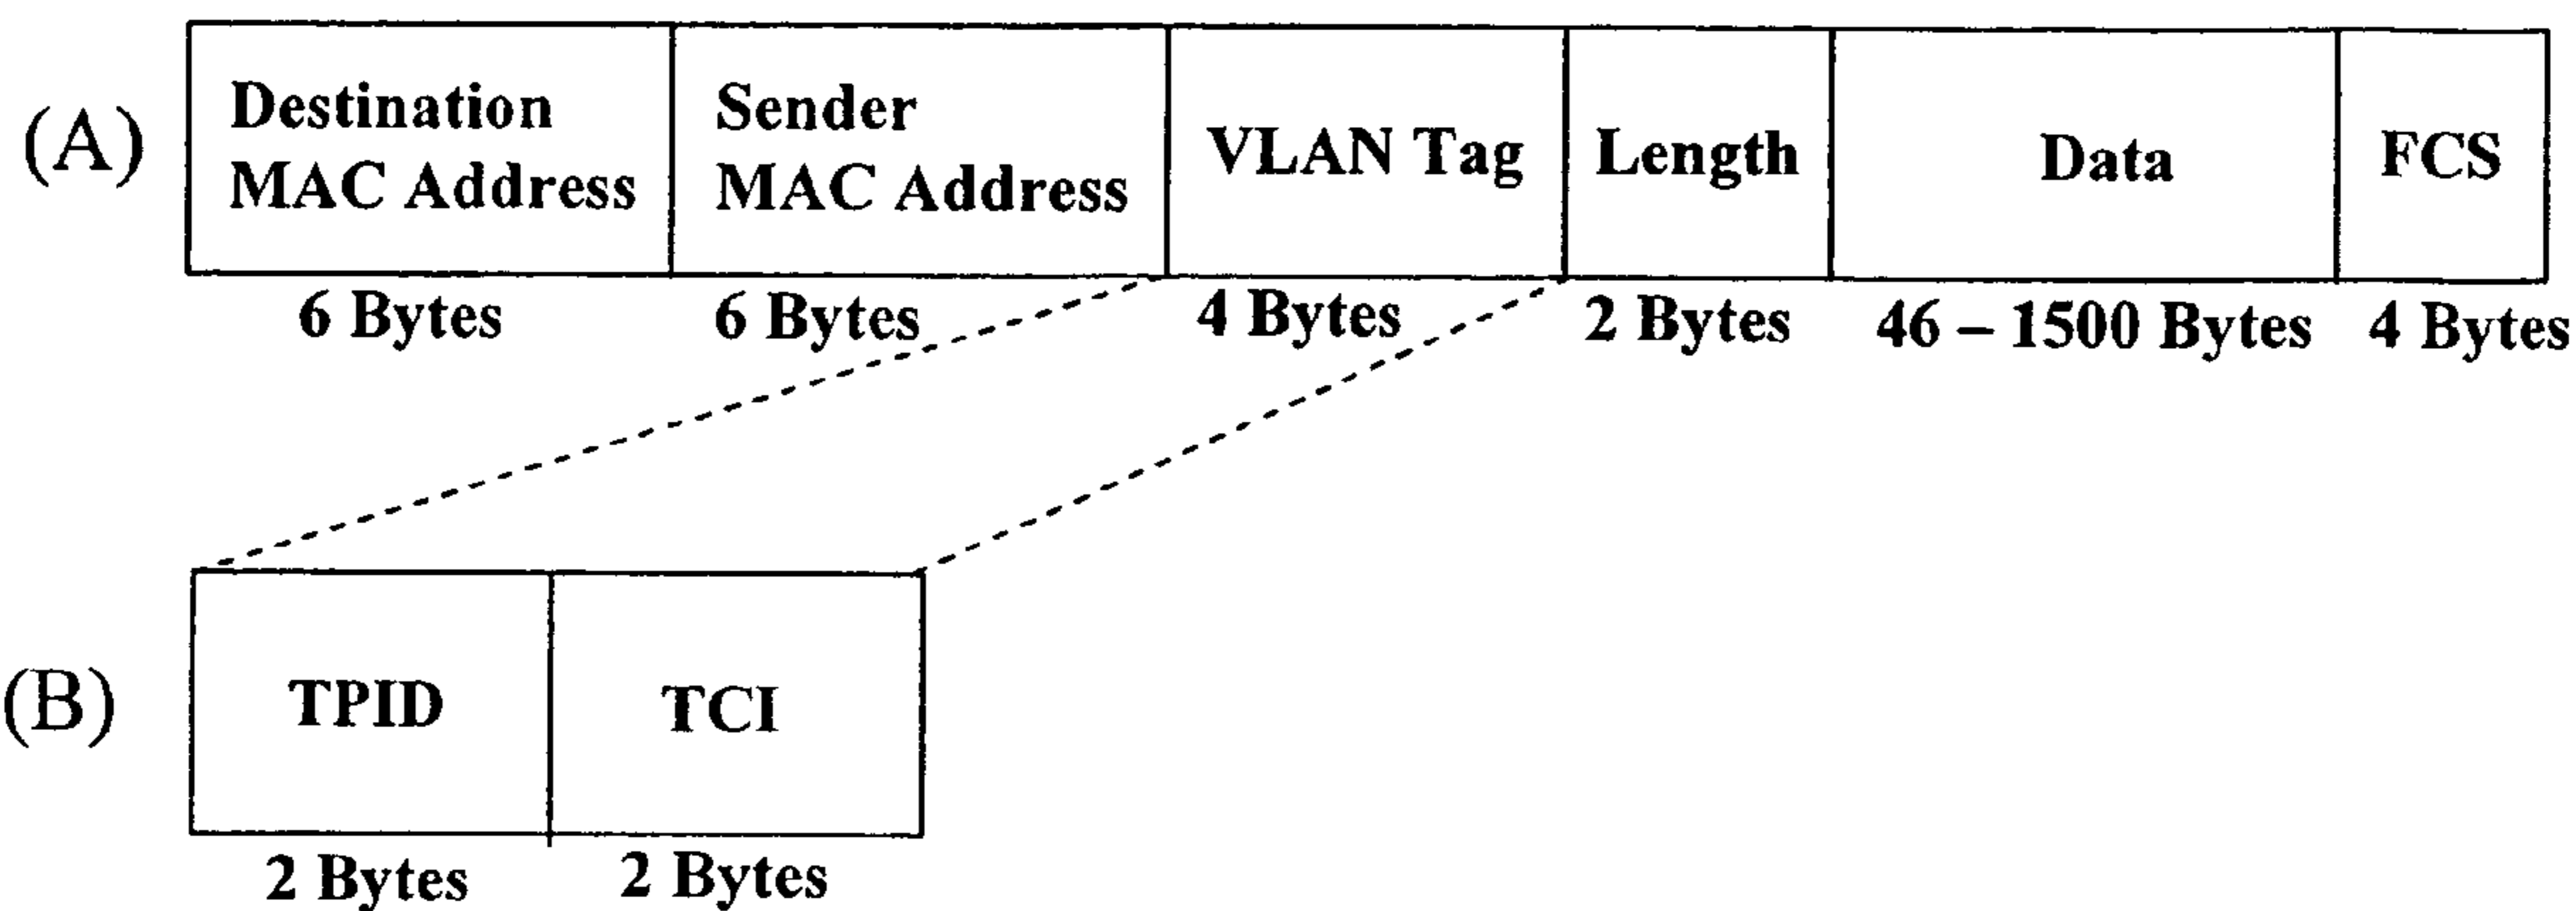 (A)
Destination
MAC Address
Sender
MAC Address
VLAN Tag
Length
Data
FCS
6 Bytes
6 Bytes
4 Bytes
2 Bytes
46 – 1500 Bytes
4 Bytes
(B)
TPID
TCI
2 Bytes
2 Bytes